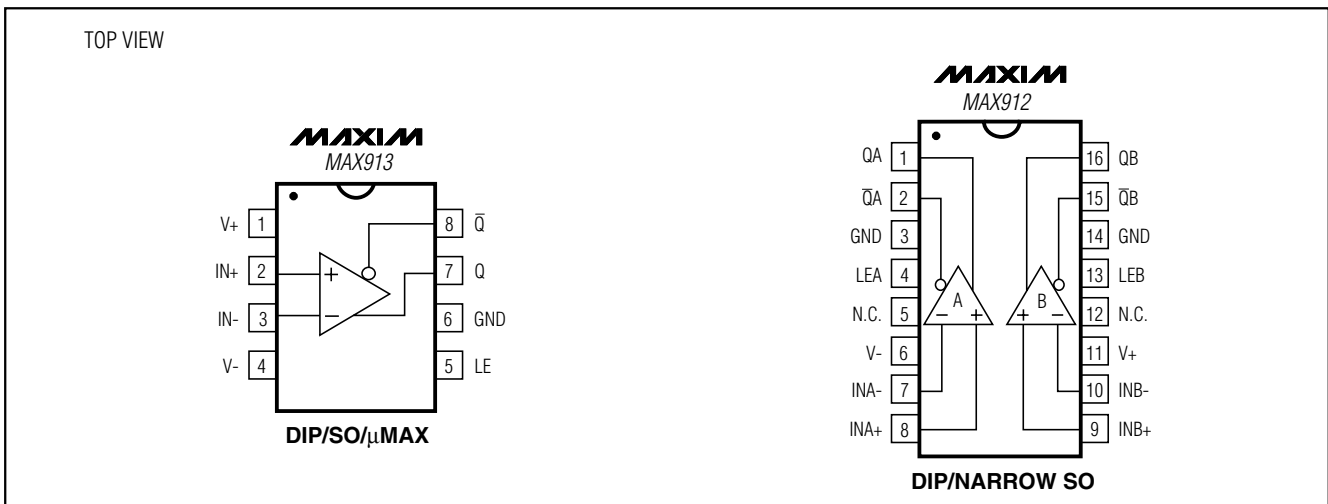 TOP VIEW
MAXIM
MAX913
V+ 1
IN+ 2
IN- 3
V- 4
8 Q̅
7 Q
6 GND
5 LE
+
−
DIP/SO/µMAX
MAXIM
MAX912
QA 1
Q̅A 2
GND 3
LEA 4
N.C. 5
V- 6
INA- 7
INA+ 8
16 QB
15 Q̅B
14 GND
13 LEB
12 N.C.
11 V+
10 INB-
9 INB+
A
− +
B
+ −
DIP/NARROW SO